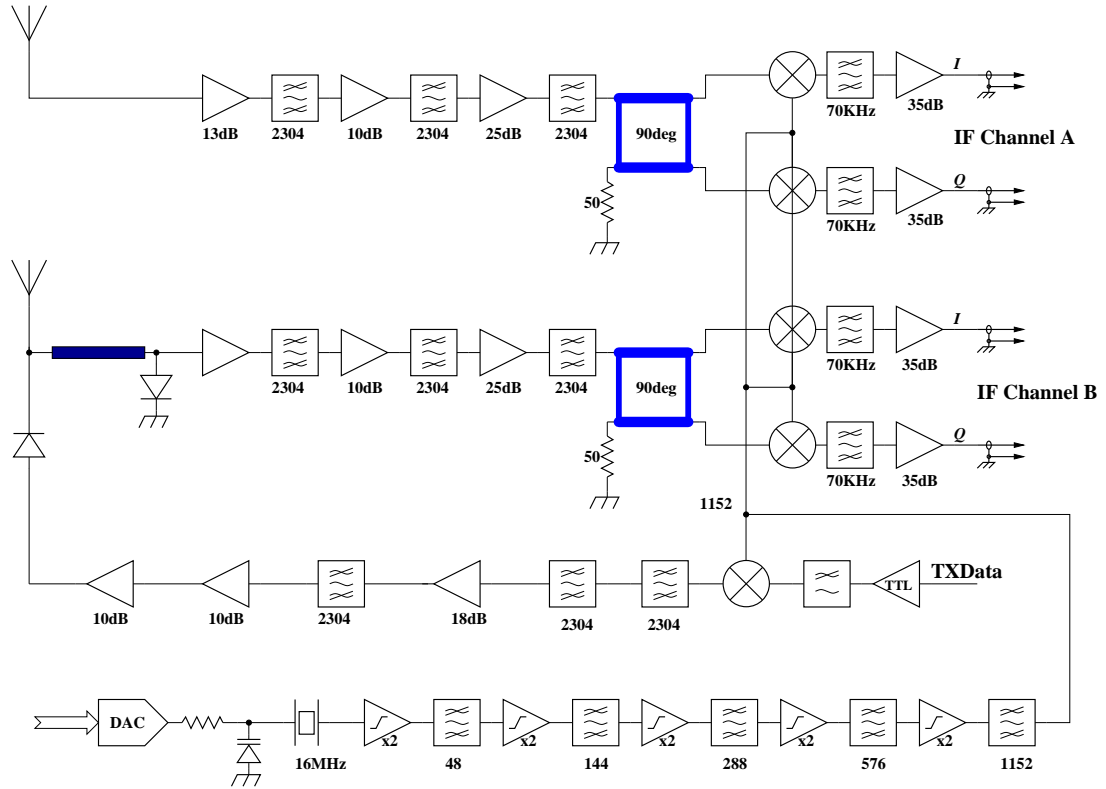 I
13dB
2304
10dB
2304
25dB
2304
90deg
70KHz
35dB
IF Channel A
50
Q
70KHz
35dB
I
2304
10dB
2304
25dB
2304
90deg
70KHz
35dB
IF Channel B
50
Q
70KHz
35dB
1152
10dB
10dB
2304
18dB
2304
2304
TTL
TXData
DAC
16MHz
x2
48
x2
144
x2
288
x2
576
x2
1152